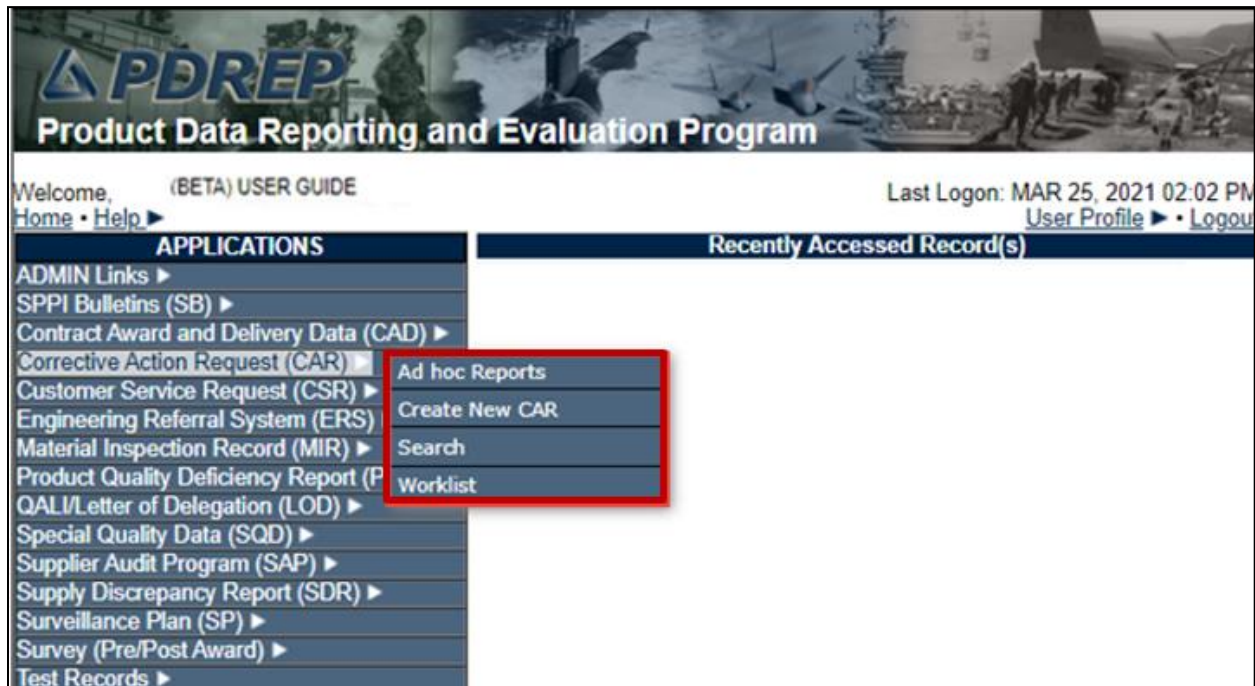 PDREP
Product Data Reporting and Evaluation Program
Welcome, (BETA) USER GUIDE
Last Logon: MAR 25, 2021 02:02 PM
Home • Help ▶
User Profile ▶ • Logou
APPLICATIONS
Recently Accessed Record(s)
ADMIN Links ▶
SPPI Bulletins (SB) ▶
Contract Award and Delivery Data (CAD) ▶
Corrective Action Request (CAR) ▶
Ad hoc Reports
Create New CAR
Search
Worklist
Customer Service Request (CSR) ▶
Engineering Referral System (ERS)
Material Inspection Record (MIR) ▶
Product Quality Deficiency Report (P
QALI/Letter of Delegation (LOD) ▶
Special Quality Data (SQD) ▶
Supplier Audit Program (SAP) ▶
Supply Discrepancy Report (SDR) ▶
Surveillance Plan (SP) ▶
Survey (Pre/Post Award) ▶
Test Records ▶